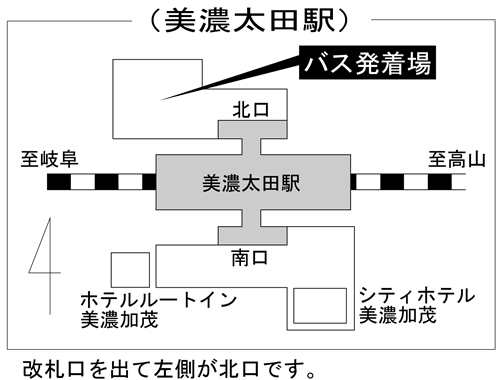 (美濃太田駅)
バス発着場
北口
至岐阜
至高山
美濃太田駅
南口
ホテルルートイン
美濃加茂
シティホテル
美濃加茂
改札口を出て左側が北口です。